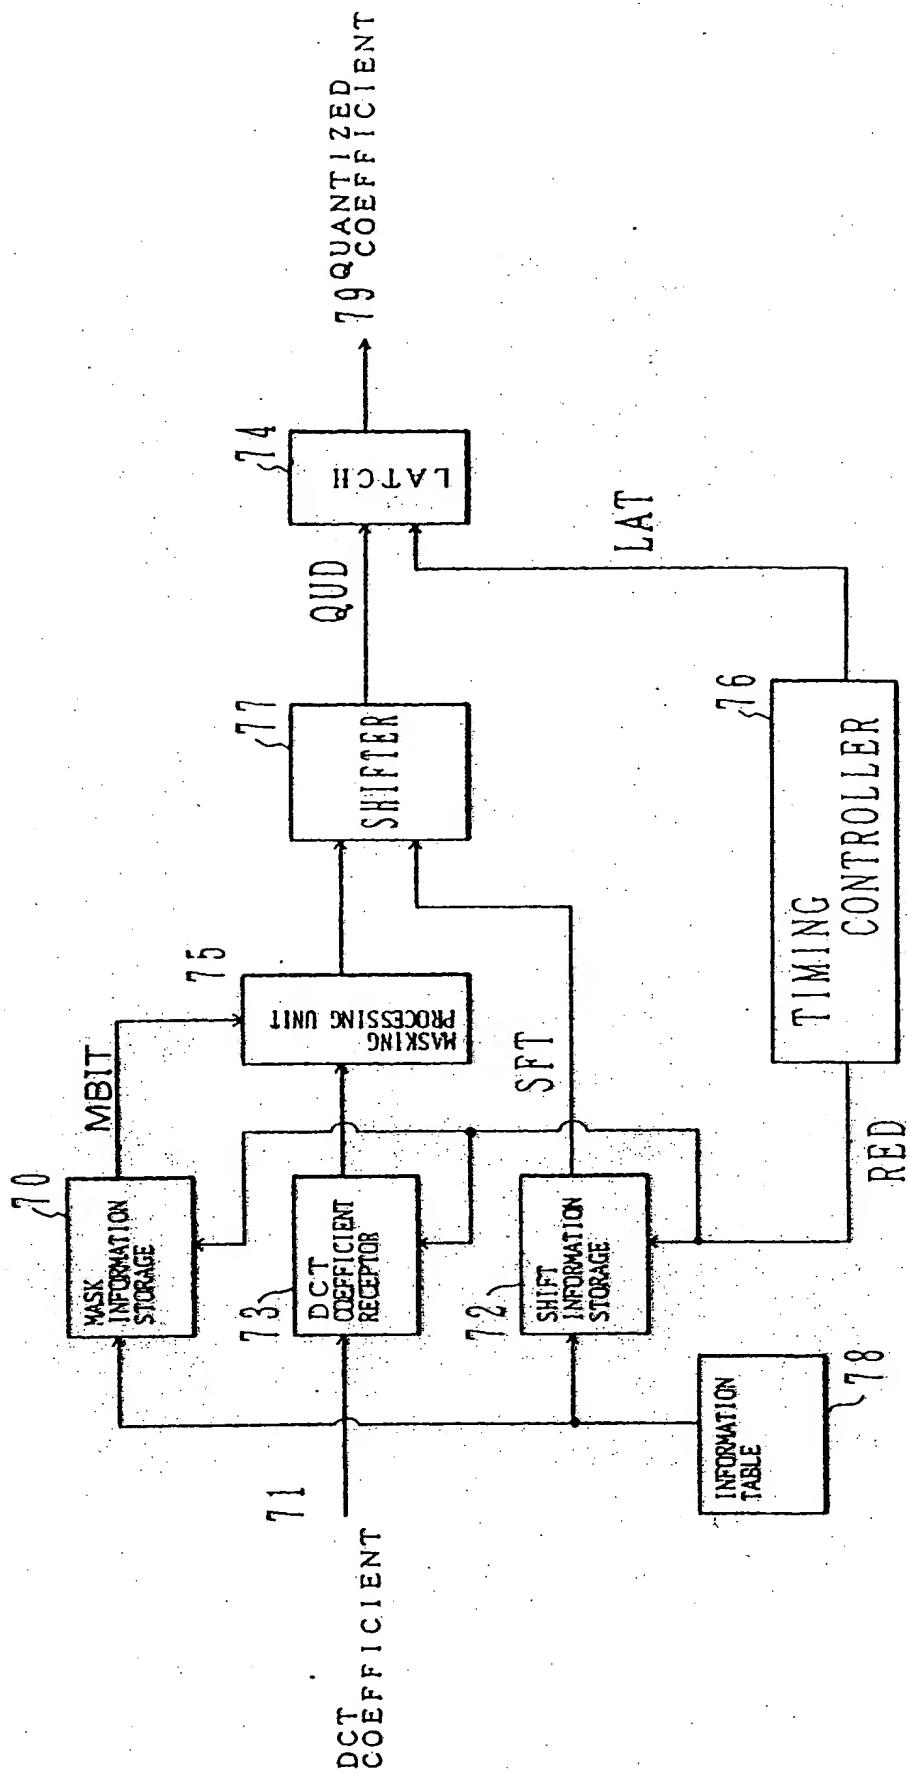 DCT
COEFFICIENT
71
70
MASK
INFORMATION
STORAGE
MBIT
73
DCT
COEFFICIENT
RECEPTOR
72
SHIFT
INFORMATION
STORAGE
SFT
INFORMATION
TABLE
78
75
MASKING
PROCESSING UNIT
77
SHIFTER
QUD
74
LATCH
79
QUANTIZED
COEFFICIENT
LAT
76
TIMING
CONTROLLER
RED